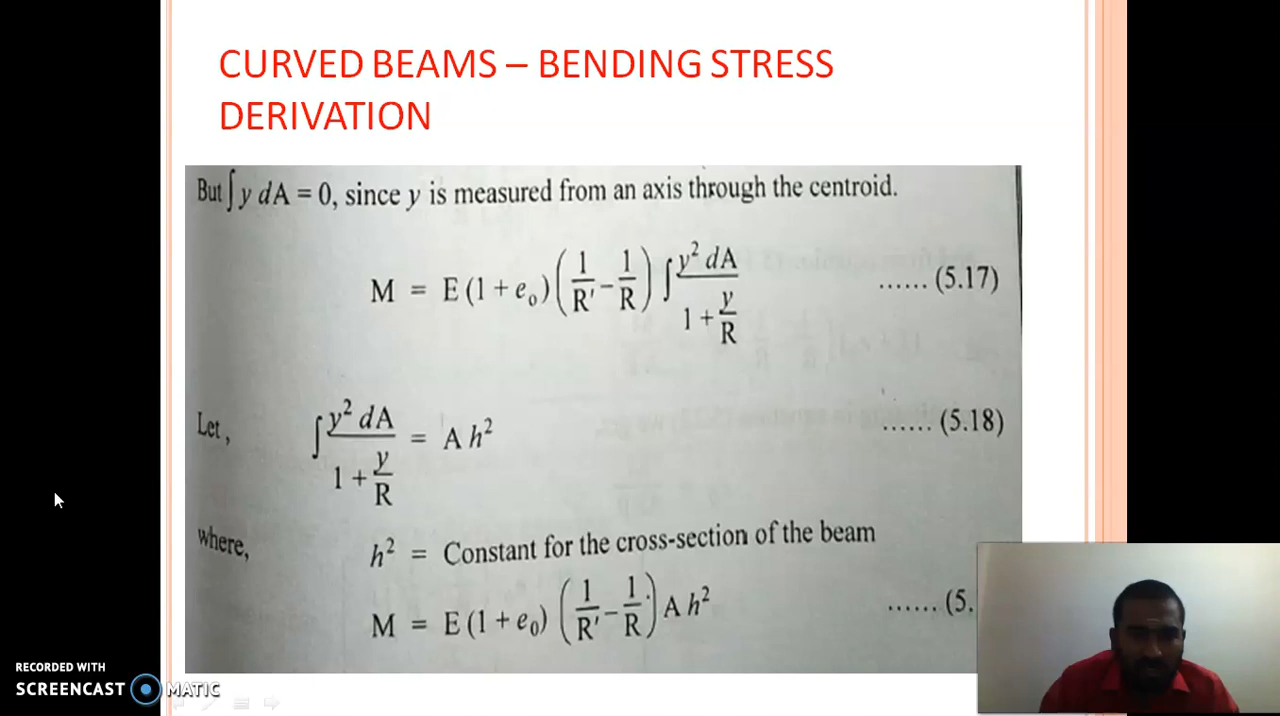 CURVED BEAMS – BENDING STRESS
DERIVATION
But ∫ y dA = 0, since y is measured from an axis through the centroid.
M = E (1 + e₀) (1/R' − 1/R) ∫ y² dA / (1 + y/R) ...... (5.17)
Let, ∫ y² dA / (1 + y/R) = A h² ...... (5.18)
where, h² = Constant for the cross-section of the beam
M = E (1 + e₀) (1/R' − 1/R) A h² ...... (5.
RECORDED WITH
SCREENCAST MATIC